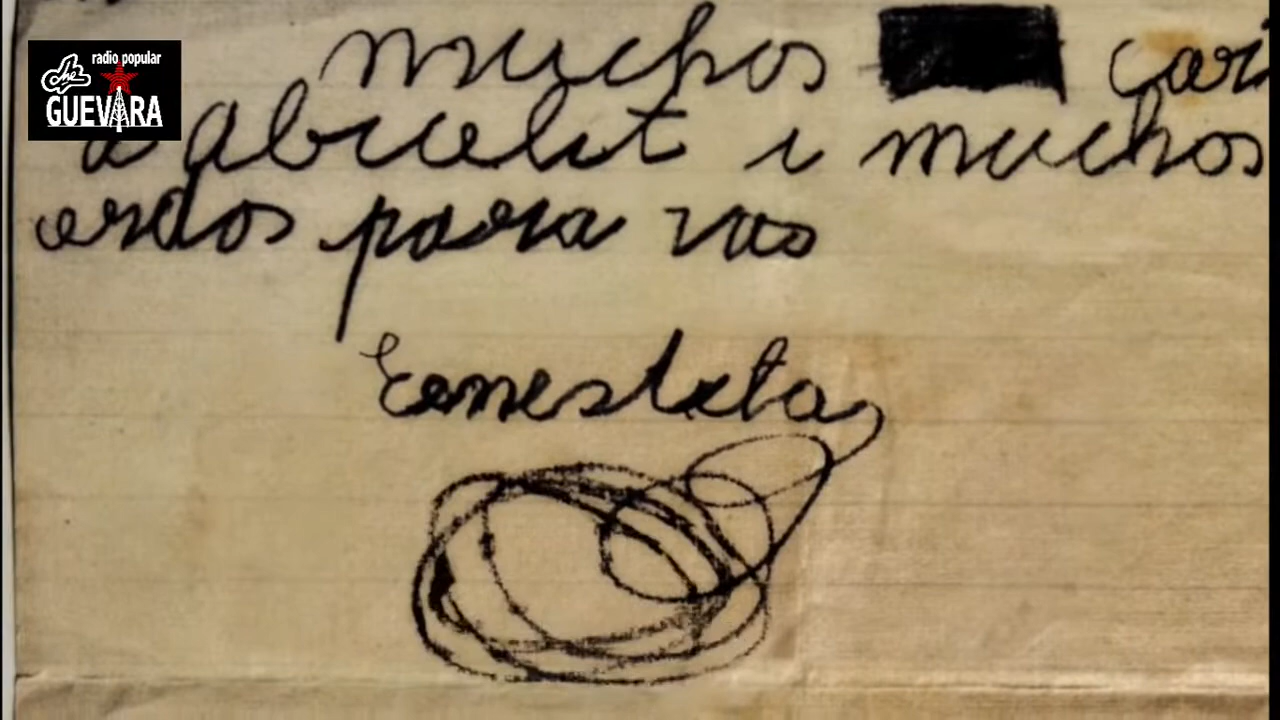 radio popular
Che
GUEVARA
muchos cari
a abuelit i muchos
erdos para vos
Ernestito